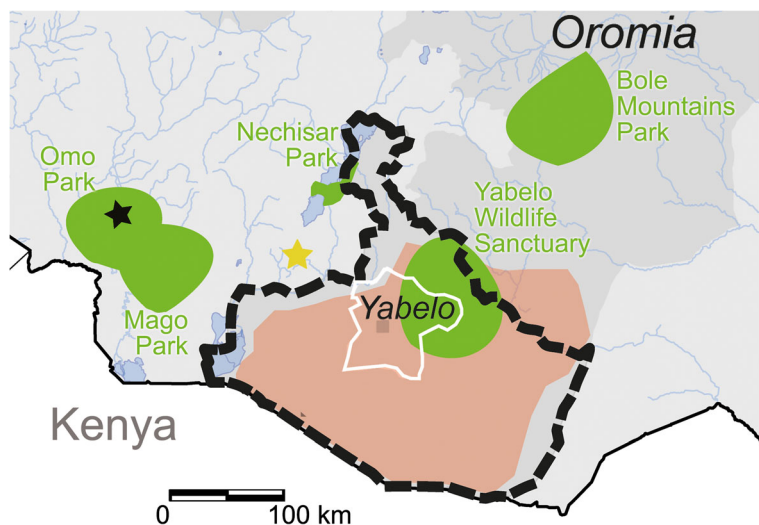 Oromia
Bole
Mountains
Park
Nechisar
Park
Omo
Park
Yabelo
Wildlife
Sanctuary
Yabelo
Mago
Park
Kenya
0 100 km